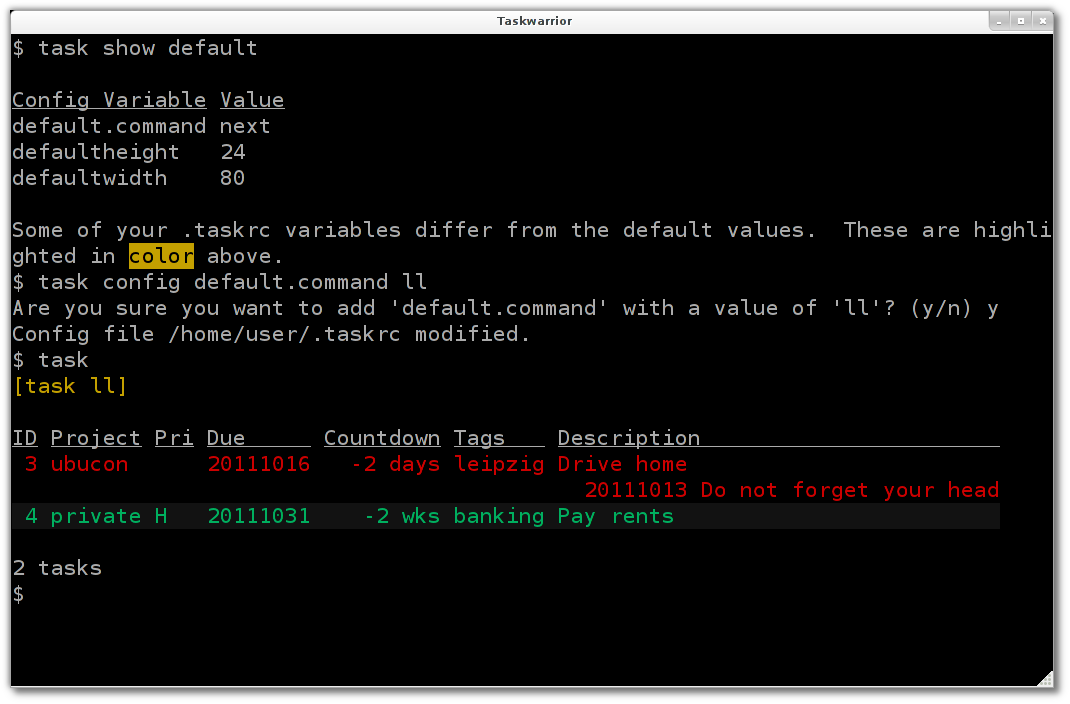 Taskwarrior
$ task show default
Config Variable Value
default.command next
defaultheight   24
defaultwidth    80
Some of your .taskrc variables differ from the default values.  These are highli
ghted in color above.
$ task config default.command ll
Are you sure you want to add 'default.command' with a value of 'll'? (y/n) y
Config file /home/user/.taskrc modified.
$ task
[task ll]
ID Project Pri Due      Countdown Tags    Description
 3 ubucon      20111016   -2 days leipzig Drive home
                                            20111013 Do not forget your head
 4 private H   20111031    -2 wks banking Pay rents
2 tasks
$